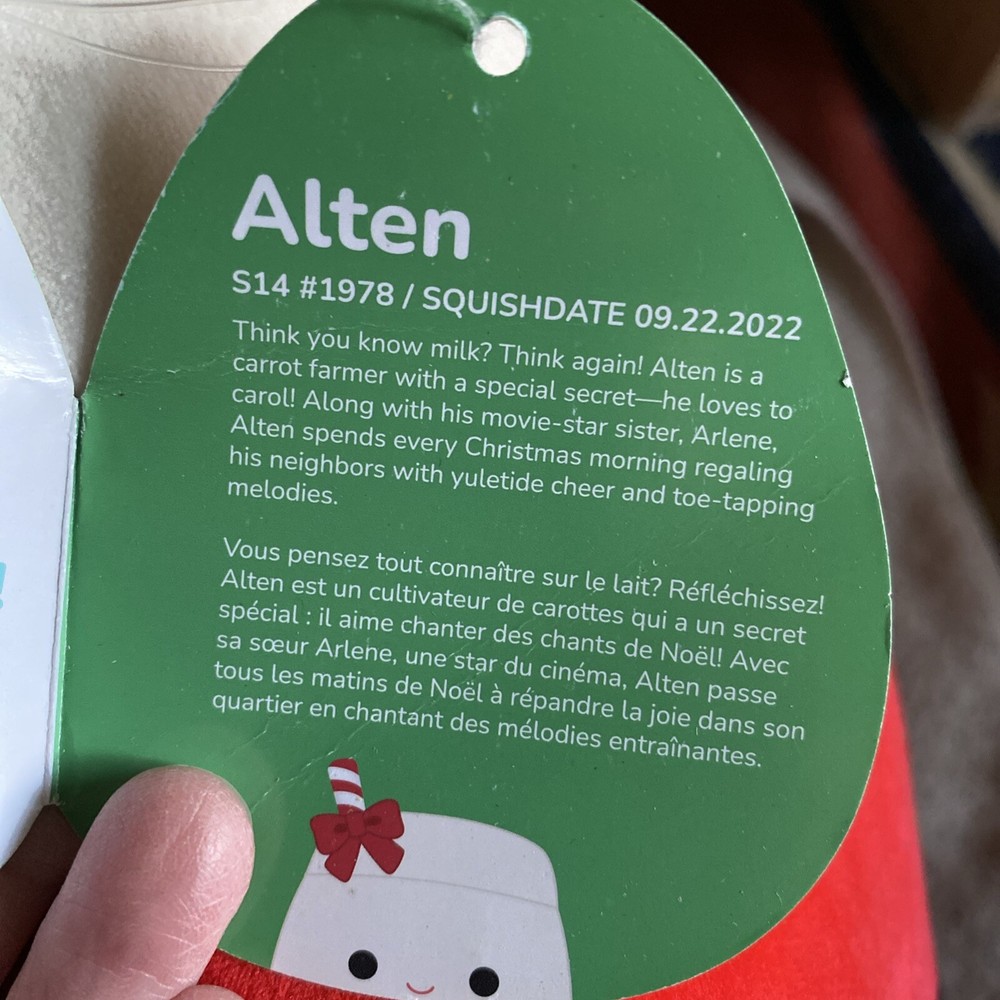 Alten
S14 #1978 / SQUISHDATE 09.22.2022
Think you know milk? Think again! Alten is a
carrot farmer with a special secret—he loves to
carol! Along with his movie-star sister, Arlene,
Alten spends every Christmas morning regaling
his neighbors with yuletide cheer and toe-tapping
melodies.
Vous pensez tout connaître sur le lait? Réfléchissez!
Alten est un cultivateur de carottes qui a un secret
spécial : il aime chanter des chants de Noël! Avec
sa sœur Arlene, une star du cinéma, Alten passe
tous les matins de Noël à répandre la joie dans son
quartier en chantant des mélodies entraînantes.